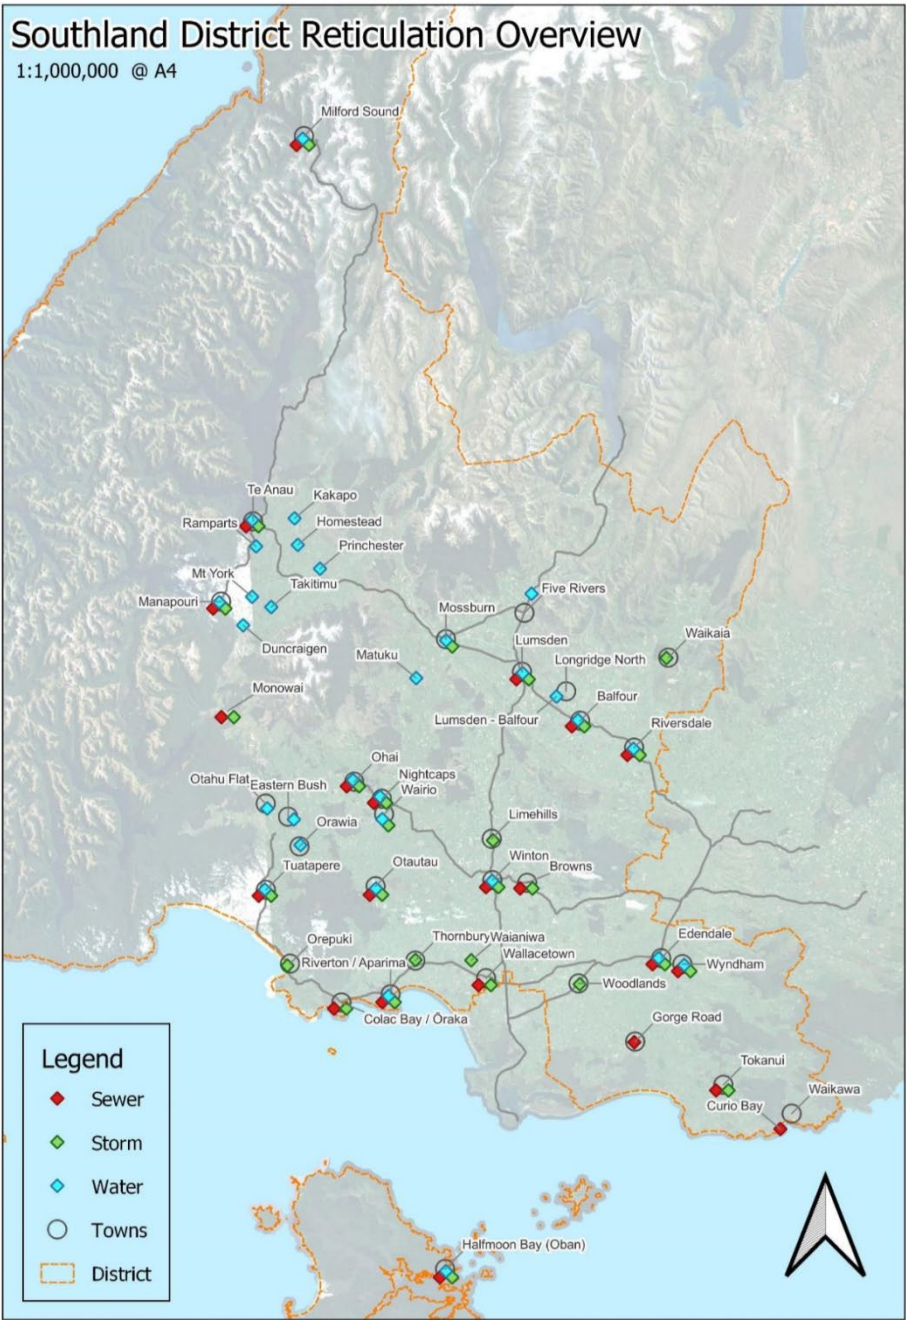 Southland District Reticulation Overview
1:1,000,000 @ A4
Milford Sound
Te Anau
Kakapo
Ramparts
Homestead
Princhester
Mt York
Takitimu
Manapouri
Five Rivers
Mossburn
Duncraigen
Lumsden
Waikaia
Matuku
Longridge North
Monowai
Balfour
Lumsden - Balfour
Riversdale
Ohai
Otahu Flat
Eastern Bush
Nightcaps
Wairio
Orawia
Limehills
Tuatapere
Otautau
Winton
Browns
Orepuki
Thornbury
Waianiwa
Edendale
Riverton / Aparima
Wallacetown
Wyndham
Woodlands
Colac Bay / Ōraka
Gorge Road
Tokanui
Curio Bay
Waikawa
Halfmoon Bay (Oban)
Legend
Sewer
Storm
Water
Towns
District